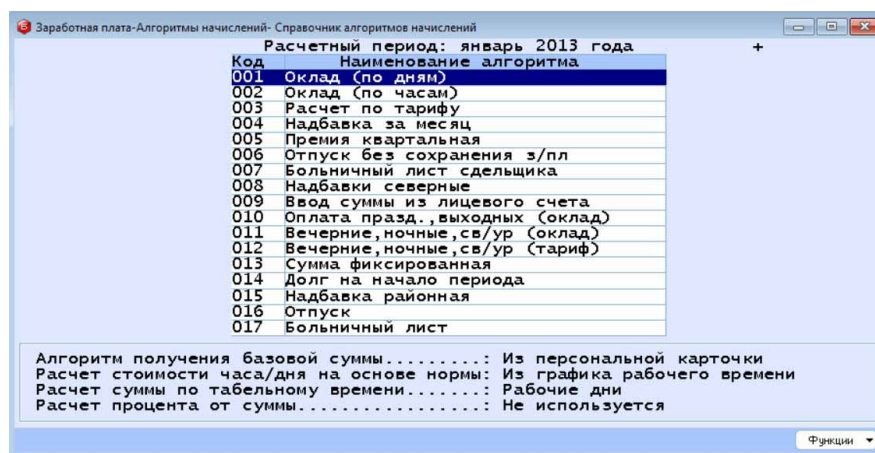 Заработная плата-Алгоритмы начислений- Справочник алгоритмов начислений
Расчетный период: январь 2013 года +
Код Наименование алгоритма
001 Оклад (по дням)
002 Оклад (по часам)
003 Расчет по тарифу
004 Надбавка за месяц
005 Премия квартальная
006 Отпуск без сохранения з/пл
007 Больничный лист сдельщика
008 Надбавки северные
009 Ввод суммы из лицевого счета
010 Оплата празд.,выходных (оклад)
011 Вечерние,ночные,св/ур (оклад)
012 Вечерние,ночные,св/ур (тариф)
013 Сумма фиксированная
014 Долг на начало периода
015 Надбавка районная
016 Отпуск
017 Больничный лист
Алгоритм получения базовой суммы.........: Из персональной карточки
Расчет стоимости часа/дня на основе нормы: Из графика рабочего времени
Расчет суммы по табельному времени.......: Рабочие дни
Расчет процента от суммы.................: Не используется
Функции